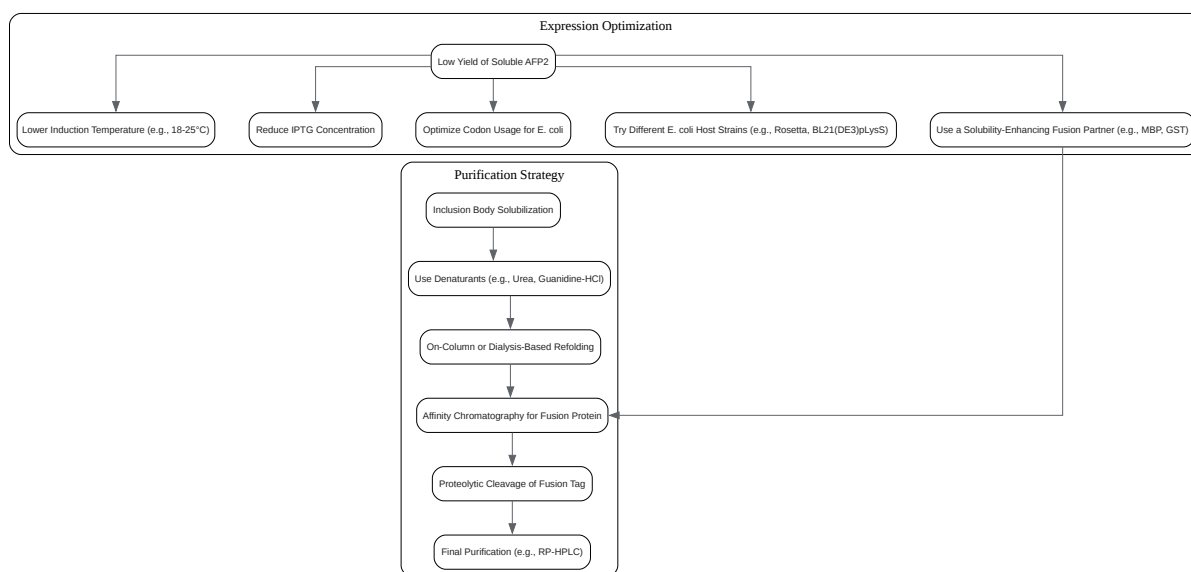 Expression Optimization
Low Yield of Soluble AFP2
Lower Induction Temperature (e.g., 18-25°C)
Reduce IPTG Concentration
Optimize Codon Usage for E. coli
Try Different E. coli Host Strains (e.g., Rosetta, BL21(DE3)pLysS)
Use a Solubility-Enhancing Fusion Partner (e.g., MBP, GST)
Purification Strategy
Inclusion Body Solubilization
Use Denaturants (e.g., Urea, Guanidine-HCl)
On-Column or Dialysis-Based Refolding
Affinity Chromatography for Fusion Protein
Proteolytic Cleavage of Fusion Tag
Final Purification (e.g., RP-HPLC)